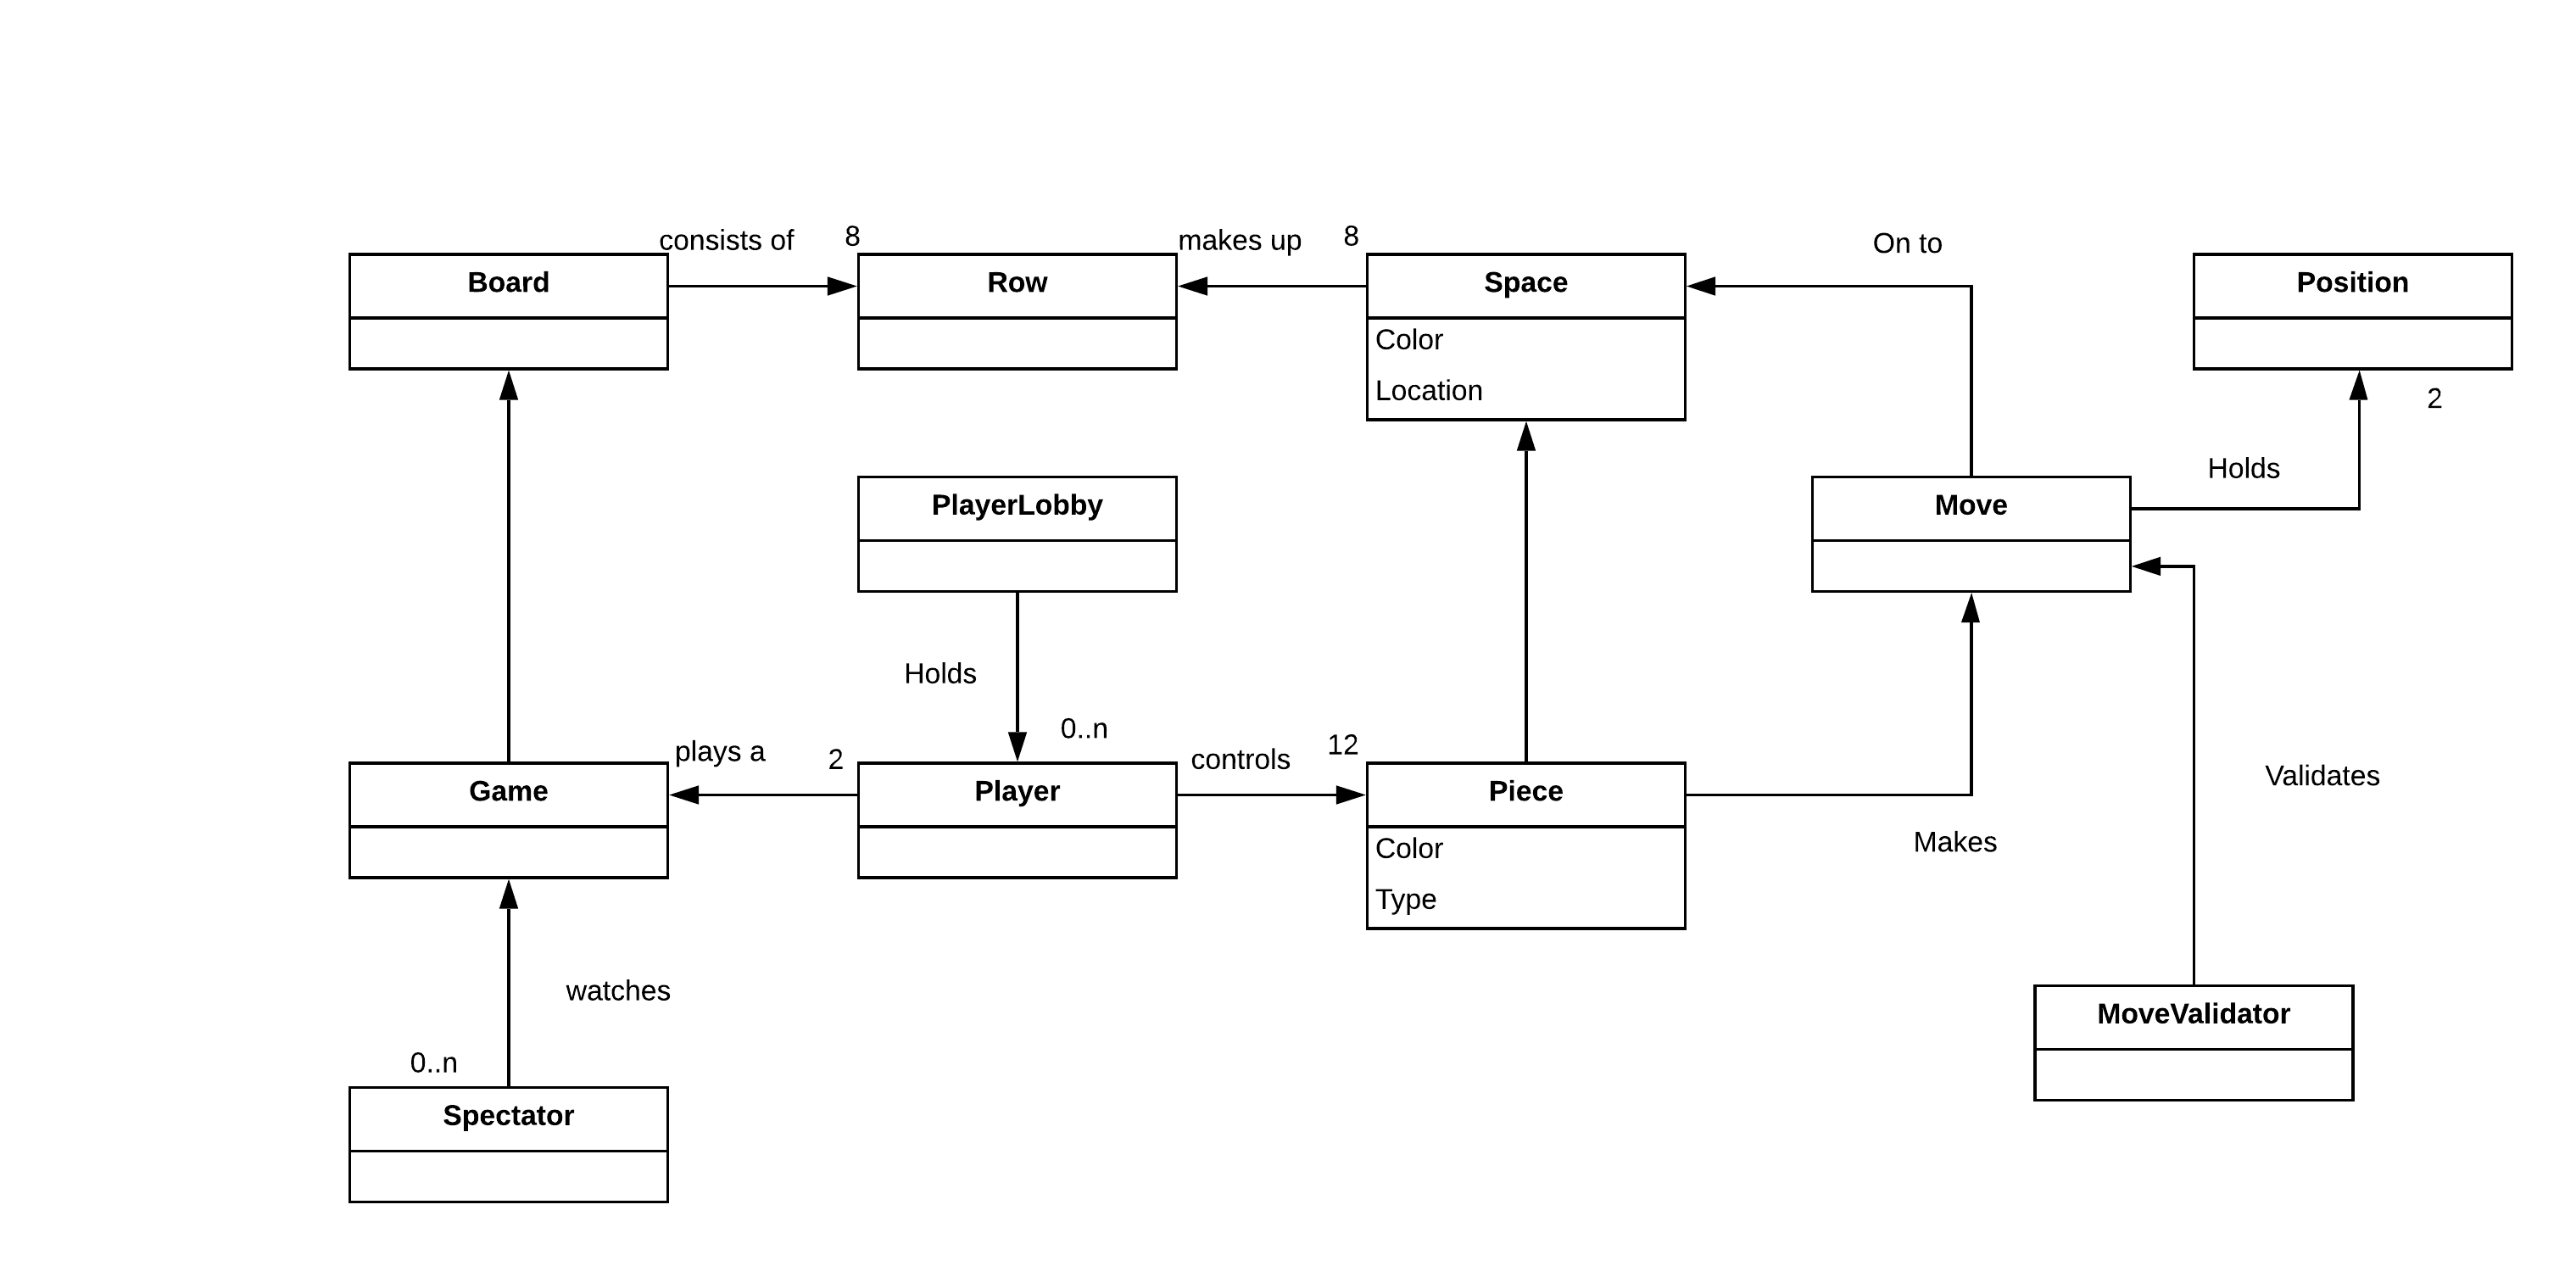 consists of
8
makes up
8
On to
Board
Row
Space
Position
Color
Location
2
Holds
PlayerLobby
Move
Holds
0..n
plays a
2
controls
12
Validates
Game
Player
Piece
Color
Makes
Type
watches
MoveValidator
0..n
Spectator